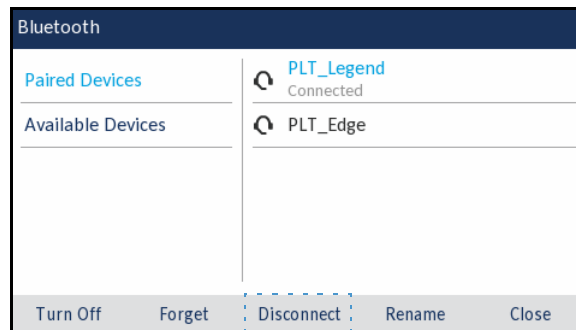 Bluetooth
Paired Devices
Available Devices
PLT_Legend
Connected
PLT_Edge
Turn Off Forget Disconnect Rename Close